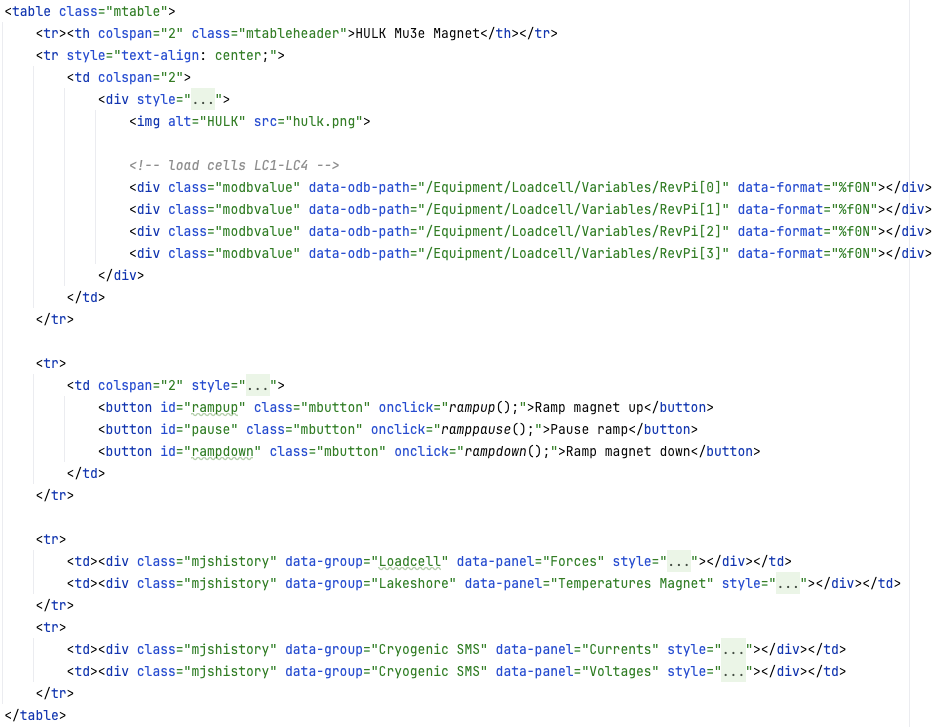 <table class="mtable">
    <tr><th colspan="2" class="mtableheader">HULK Mu3e Magnet</th></tr>
    <tr style="text-align: center;">
        <td colspan="2">
            <div style="...">
                <img alt="HULK" src="hulk.png">

                <!-- load cells LC1-LC4 -->
                <div class="modbvalue" data-odb-path="/Equipment/Loadcell/Variables/RevPi[0]" data-format="%f0N"></div>
                <div class="modbvalue" data-odb-path="/Equipment/Loadcell/Variables/RevPi[1]" data-format="%f0N"></div>
                <div class="modbvalue" data-odb-path="/Equipment/Loadcell/Variables/RevPi[2]" data-format="%f0N"></div>
                <div class="modbvalue" data-odb-path="/Equipment/Loadcell/Variables/RevPi[3]" data-format="%f0N"></div>
            </div>
        </td>
    </tr>

    <tr>
        <td colspan="2" style="...">
            <button id="rampup" class="mbutton" onclick="rampup();">Ramp magnet up</button>
            <button id="pause" class="mbutton" onclick="ramppause();">Pause ramp</button>
            <button id="rampdown" class="mbutton" onclick="rampdown();">Ramp magnet down</button>
        </td>
    </tr>

    <tr>
        <td><div class="mjshistory" data-group="Loadcell" data-panel="Forces" style="..."></div></td>
        <td><div class="mjshistory" data-group="Lakeshore" data-panel="Temperatures Magnet" style="..."></div></td>
    </tr>
    <tr>
        <td><div class="mjshistory" data-group="Cryogenic SMS" data-panel="Currents" style="..."></div></td>
        <td><div class="mjshistory" data-group="Cryogenic SMS" data-panel="Voltages" style="..."></div></td>
    </tr>
</table>